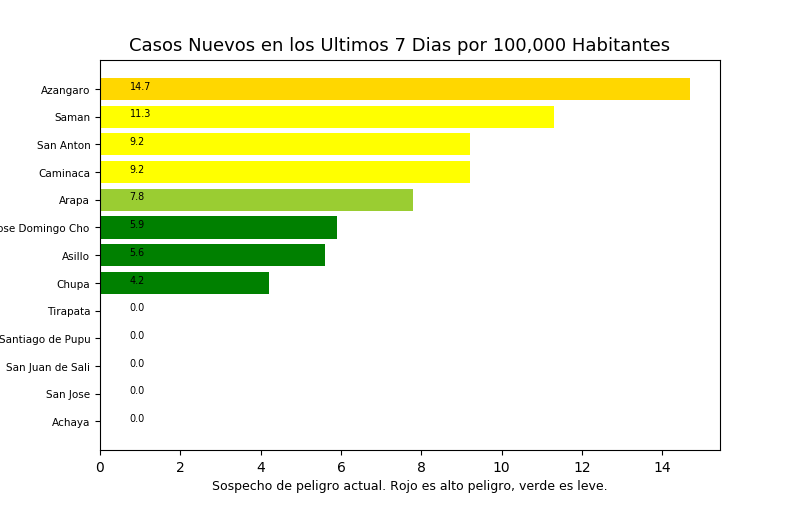 Casos Nuevos en los Ultimos 7 Dias por 100,000 Habitantes
Azangaro 14.7
Saman 11.3
San Anton 9.2
Caminaca 9.2
Arapa 7.8
ose Domingo Cho 5.9
Asillo 5.6
Chupa 4.2
Tirapata 0.0
Santiago de Pupu 0.0
San Juan de Sali 0.0
San Jose 0.0
Achaya 0.0
0 2 4 6 8 10 12 14
Sospecho de peligro actual. Rojo es alto peligro, verde es leve.